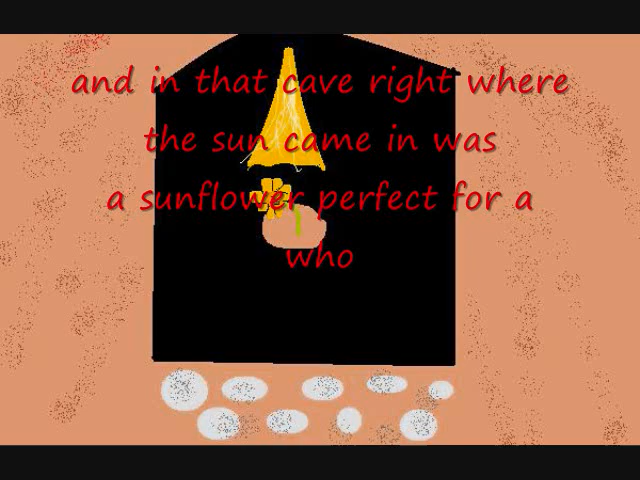 and in that cave right where
the sun came in was
a sunflower perfect for a
who